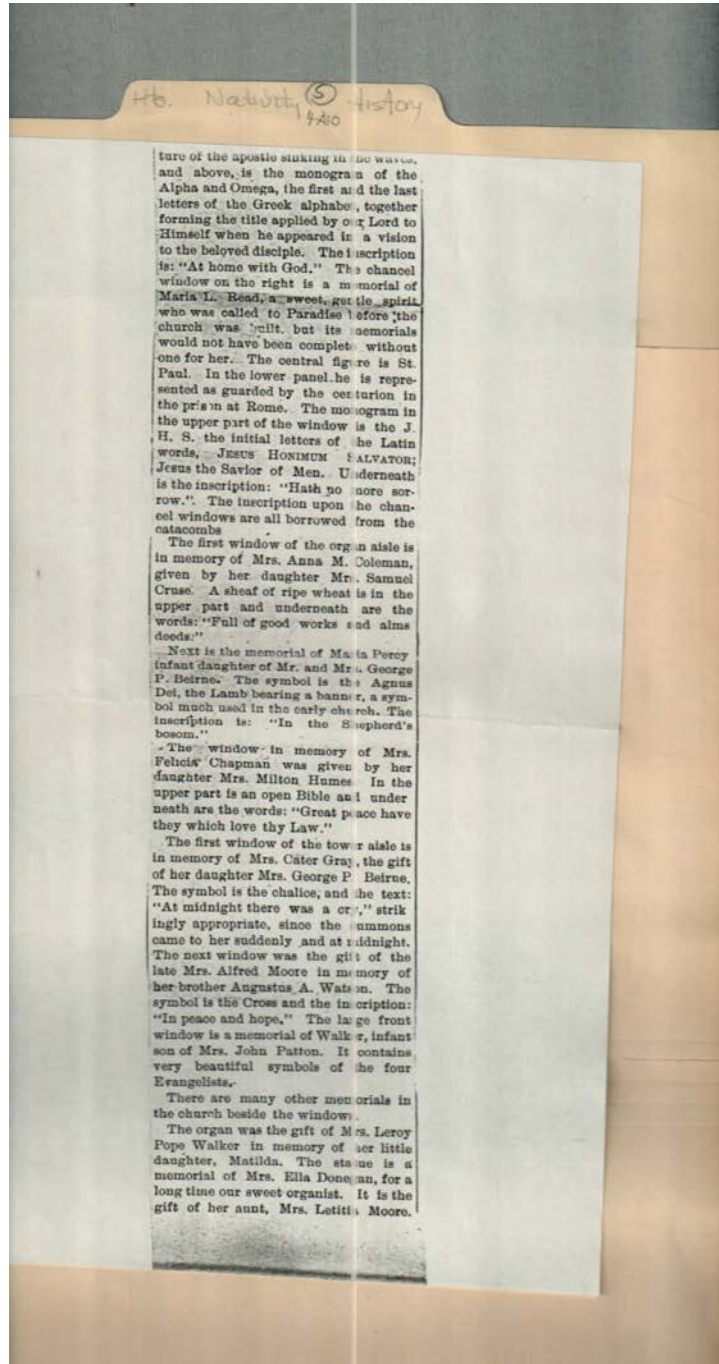 Hb. Nativity (5) History
ture of the apostle sinking in the waves,
and above, is the monogram of the
Alpha and Omega, the first and the last
letters of the Greek alphabet, together
forming the title applied by our Lord to
Himself when he appeared in a vision
to the beloved disciple. The inscription
is: "At home with God." The chancel
window on the right is a memorial of
Maria L. Read, a sweet, gentle spirit
who was called to Paradise before the
church was built, but its memorials
would not have been complete without
one for her. The central figure is St.
Paul. In the lower panel he is repre-
sented as guarded by the centurion in
the prison at Rome. The monogram in
the upper part of the window is the J.
H. S. the initial letters of the Latin
words, JESUS HONIMUM SALVATOR;
Jesus the Savior of Men. Underneath
is the inscription: "Hath no more sor-
row.". The inscription upon the chan-
cel windows are all borrowed from the
catacombs
The first window of the organ aisle is
in memory of Mrs. Anna M. Coleman,
given by her daughter Mrs. Samuel
Cruse. A sheaf of ripe wheat is in the
upper part and underneath are the
words: "Full of good works and alms
deeds:"
Next is the memorial of Maria Percy
infant daughter of Mr. and Mrs. George
P. Beirne. The symbol is the Agnus
Dei, the Lamb bearing a banner, a sym-
bol much used in the early church. The
inscription is: "In the Shepherd's
bosom."
The window in memory of Mrs.
Felicia Chapman was given by her
daughter Mrs. Milton Humes In the
upper part is an open Bible and under
neath are the words: "Great peace have
they which love thy Law."
The first window of the tower aisle is
in memory of Mrs. Cater Gray, the gift
of her daughter Mrs. George P. Beirne.
The symbol is the chalice, and the text:
"At midnight there was a cry," strik
ingly appropriate, since the summons
came to her suddenly and at midnight.
The next window was the gift of the
late Mrs. Alfred Moore in memory of
her brother Augustus A. Watson. The
symbol is the Cross and the inscription:
"In peace and hope." The large front
window is a memorial of Walker, infant
son of Mrs. John Patton. It contains
very beautiful symbols of the four
Evangelists.
There are many other memorials in
the church beside the windows.
The organ was the gift of Mrs. Leroy
Pope Walker in memory of her little
daughter, Matilda. The statue is a
memorial of Mrs. Ella Donegan, for a
long time our sweet organist. It is the
gift of her aunt, Mrs. Letitia Moore.